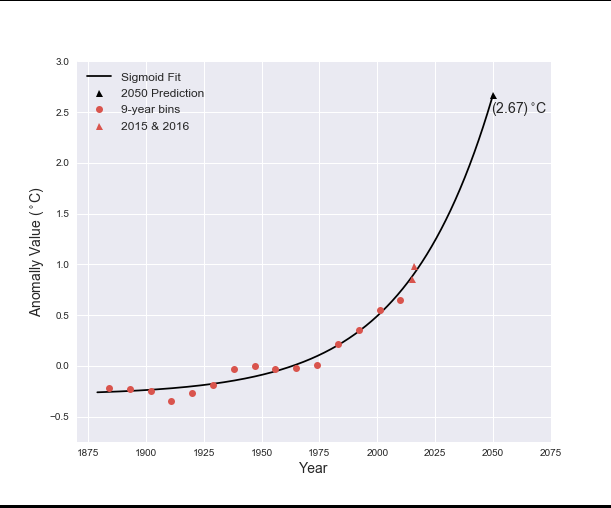 3.0
2.5
2.0
1.5
1.0
0.5
0.0
−0.5
Anomally Value (°C)
Sigmoid Fit
2050 Prediction
9-year bins
2015 & 2016
(2.67)°C
1875 1900 1925 1950 1975 2000 2025 2050 2075
Year